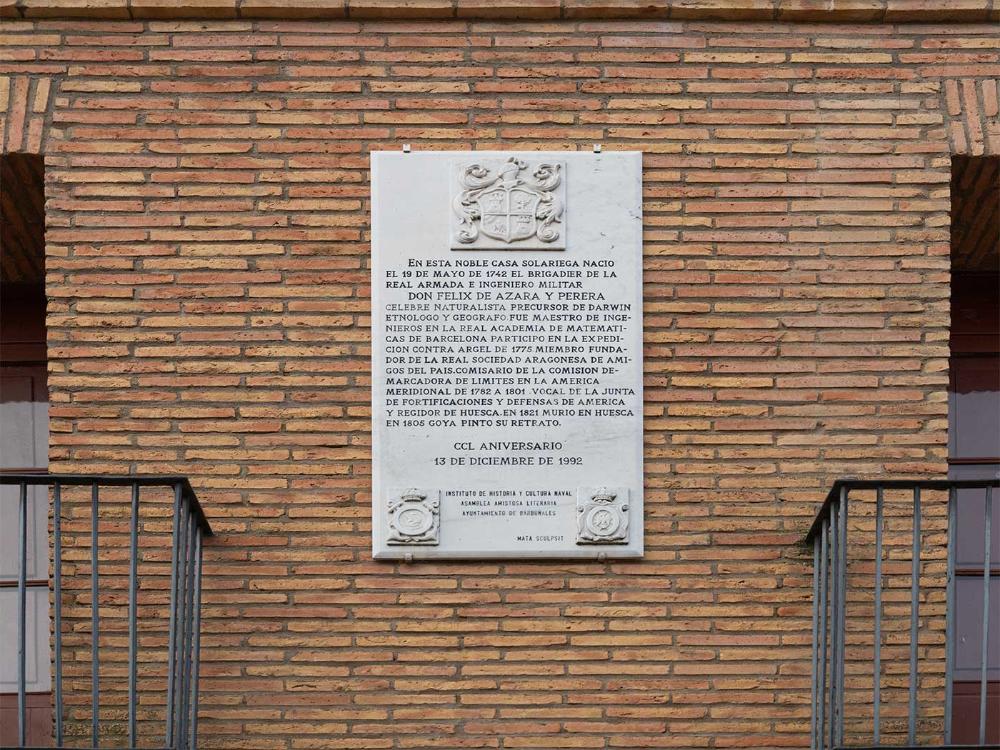 EN ESTA NOBLE CASA SOLARIEGA NACIO
EL 19 DE MAYO DE 1742 EL BRIGADIER DE LA
REAL ARMADA E INGENIERO MILITAR
DON FELIX DE AZARA Y PERERA
CELEBRE NATURALISTA PRECURSOR DE DARWIN
ETNOLOGO Y GEOGRAFO.FUE MAESTRO DE INGE-
NIEROS EN LA REAL ACADEMIA DE MATEMATI-
CAS DE BARCELONA PARTICIPO EN LA EXPEDI-
CION CONTRA ARGEL DE 1775.MIEMBRO FUNDA-
DOR DE LA REAL SOCIEDAD ARAGONESA DE AMI-
GOS DEL PAIS.COMISARIO DE LA COMISION DE-
MARCADORA DE LIMITES EN LA AMERICA
MERIDIONAL DE 1782 A 1801 .VOCAL DE LA JUNTA
DE FORTIFICACIONES Y DEFENSAS DE AMERICA
Y REGIDOR DE HUESCA.EN 1821 MURIO EN HUESCA
EN 1805 GOYA PINTO SU RETRATO.
CCL ANIVERSARIO
13 DE DICIEMBRE DE 1992
INSTITUTO DE HISTORIA Y CULTURA NAVAL
ASAMBLEA AMISTOSA LITERARIA
AYUNTAMIENTO DE BARBUÑALES
MATA SCULPSIT